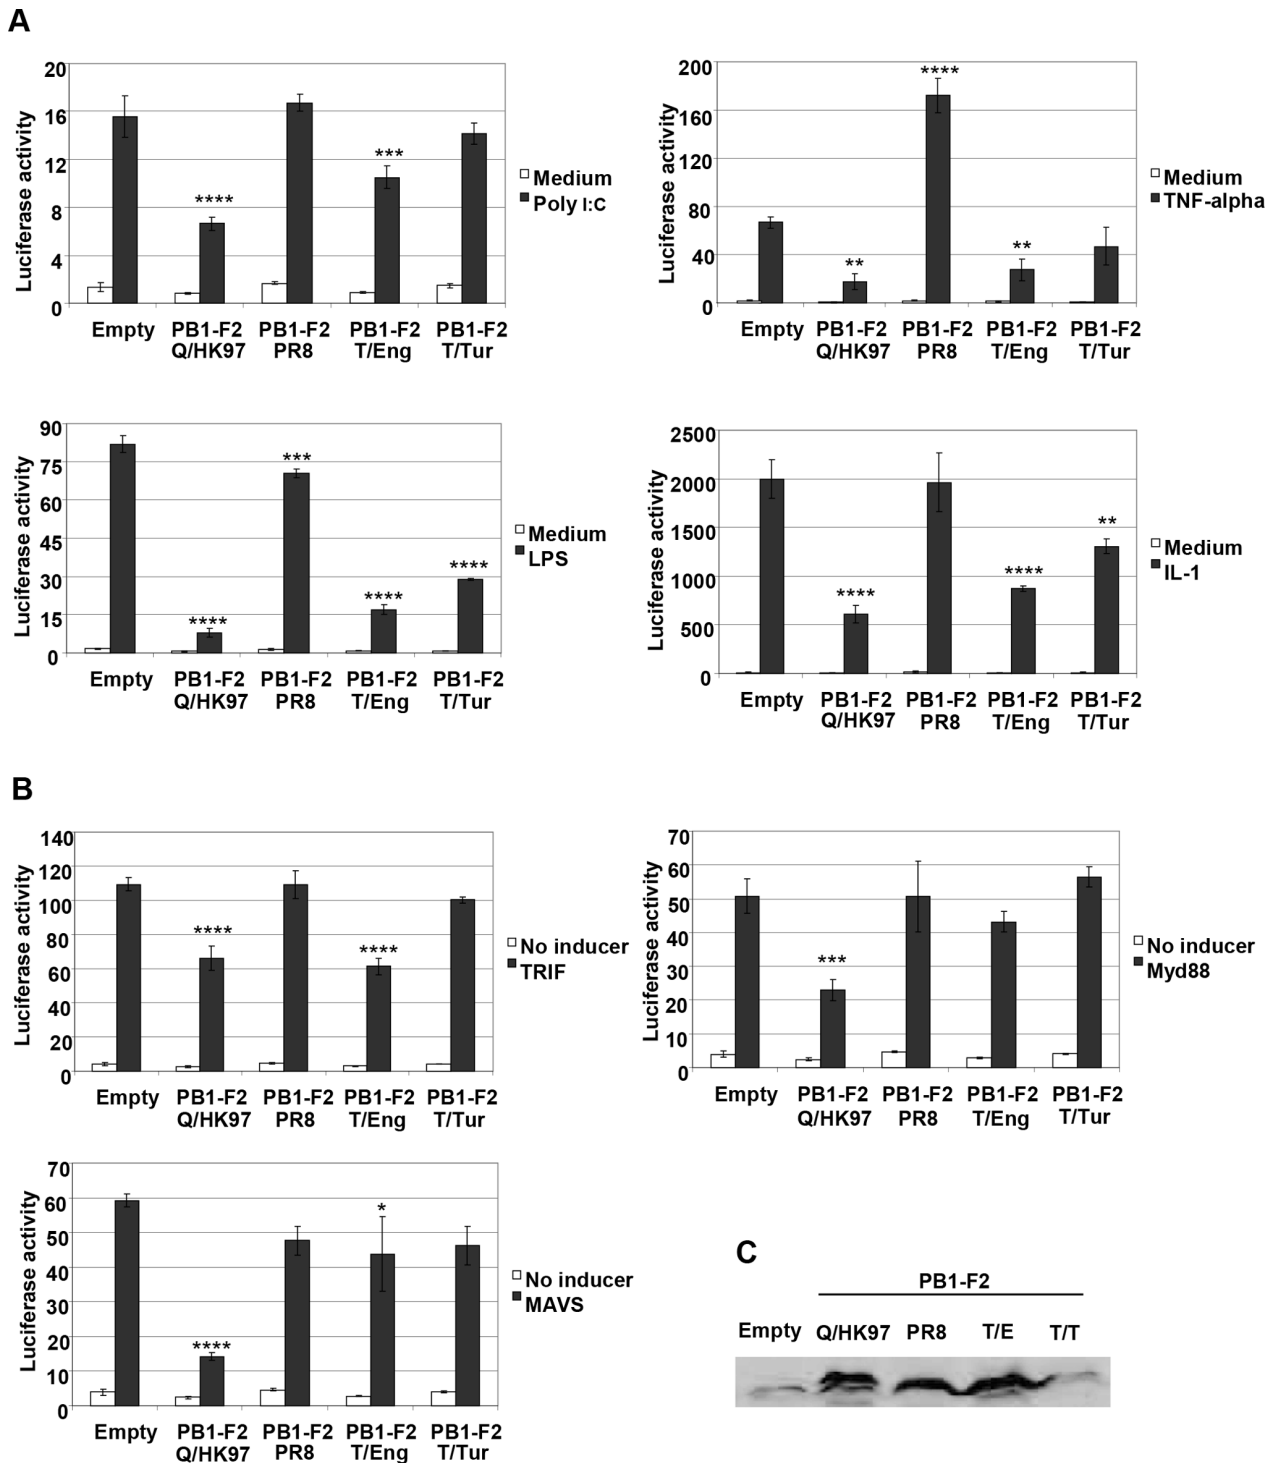 A
20
16
12
8
4
0
Luciferase activity
****
***
Medium
Poly I:C
Empty
PB1-F2 PB1-F2 PB1-F2 PB1-F2
Q/HK97 PR8 T/Eng T/Tur
200
160
120
80
40
0
Luciferase activity
****
**
**
Medium
TNF-alpha
Empty
PB1-F2 PB1-F2 PB1-F2 PB1-F2
Q/HK97 PR8 T/Eng T/Tur
90
75
60
45
30
15
0
Luciferase activity
****
***
****
****
Medium
LPS
Empty
PB1-F2 PB1-F2 PB1-F2 PB1-F2
Q/HK97 PR8 T/Eng T/Tur
2500
2000
1500
1000
500
0
Luciferase activity
****
****
**
Medium
IL-1
Empty
PB1-F2 PB1-F2 PB1-F2 PB1-F2
Q/HK97 PR8 T/Eng T/Tur
B
140
120
100
80
60
40
20
0
Luciferase activity
****
****
No inducer
TRIF
Empty
PB1-F2 PB1-F2 PB1-F2 PB1-F2
Q/HK97 PR8 T/Eng T/Tur
70
60
50
40
30
20
10
0
Luciferase activity
***
No inducer
Myd88
Empty
PB1-F2 PB1-F2 PB1-F2 PB1-F2
Q/HK97 PR8 T/Eng T/Tur
70
60
50
40
30
20
10
0
Luciferase activity
****
*
No inducer
MAVS
Empty
PB1-F2 PB1-F2 PB1-F2 PB1-F2
Q/HK97 PR8 T/Eng T/Tur
C
PB1-F2
Empty Q/HK97 PR8 T/E T/T